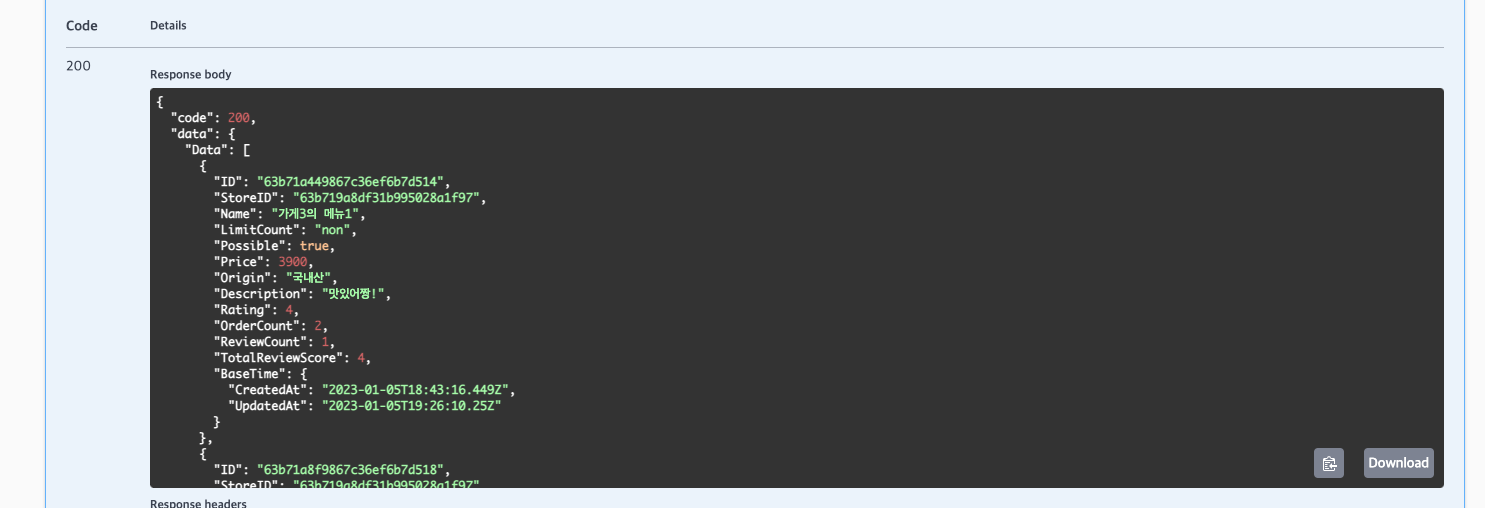 Code Details
200
Response body
{
"code": 200,
"data": {
"Data": [
{
"ID": "63b71a449867c36ef6b7d514",
"StoreID": "63b719a8df31b995028a1f97",
"Name": "가게3의 메뉴1",
"LimitCount": "non",
"Possible": true,
"Price": 3900,
"Origin": "국내산",
"Description": "맛있어짱!",
"Rating": 4,
"OrderCount": 2,
"ReviewCount": 1,
"TotalReviewScore": 4,
"BaseTime": {
"CreatedAt": "2023-01-05T18:43:16.449Z",
"UpdatedAt": "2023-01-05T19:26:10.25Z"
}
},
{
"ID": "63b71a8f9867c36ef6b7d518",
"StoreID": "63b719a8df31b995028a1f97"
Download
Response headers